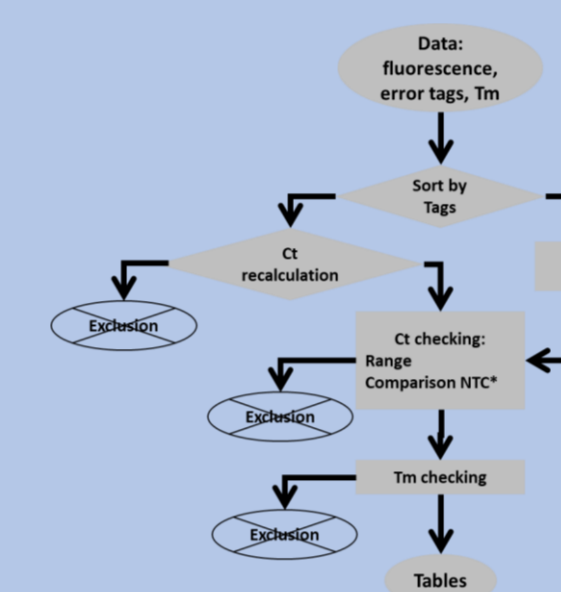 Data:
fluorescence,
error tags, Tm
Sort by
Tags
Ct
recalculation
Exclusion
Ct checking:
Range
Comparison NTC*
Exclusion
Tm checking
Exclusion
Tables